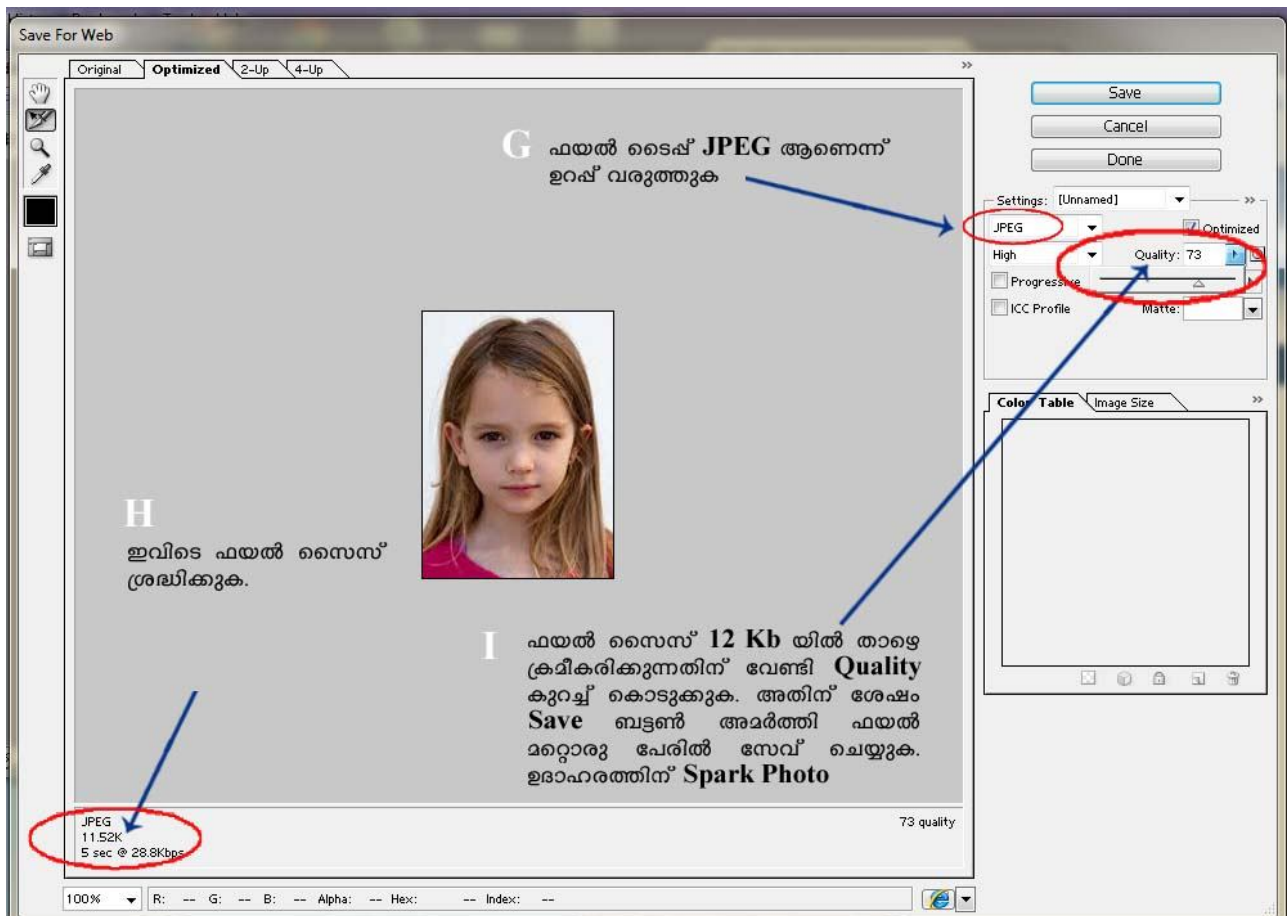 Save For Web
Original Optimized 2-Up 4-Up
Save
Cancel
Done
G ഫയൽ ടൈപ്പ് JPEG ആണെന്ന്
ഉറപ്പ് വരുത്തുക
Settings: [Unnamed]
JPEG Optimized
High Quality: 73
Progressive
ICC Profile Matte:
Color Table Image Size
H
ഇവിടെ ഫയൽ സൈസ്
ശ്രദ്ധിക്കുക.
I ഫയൽ സൈസ് 12 Kb യിൽ താഴെ
ക്രമീകരിക്കുന്നതിന് വേണ്ടി Quality
കുറച്ച് കൊടുക്കുക. അതിന് ശേഷം
Save ബട്ടൺ അമർത്തി ഫയൽ
മറ്റൊരു പേരിൽ സേവ് ചെയ്യുക.
ഉദാഹരത്തിന് Spark Photo
JPEG
11.52K
5 sec @ 28.8Kbps
73 quality
100% R: -- G: -- B: -- Alpha: -- Hex: -- Index: --